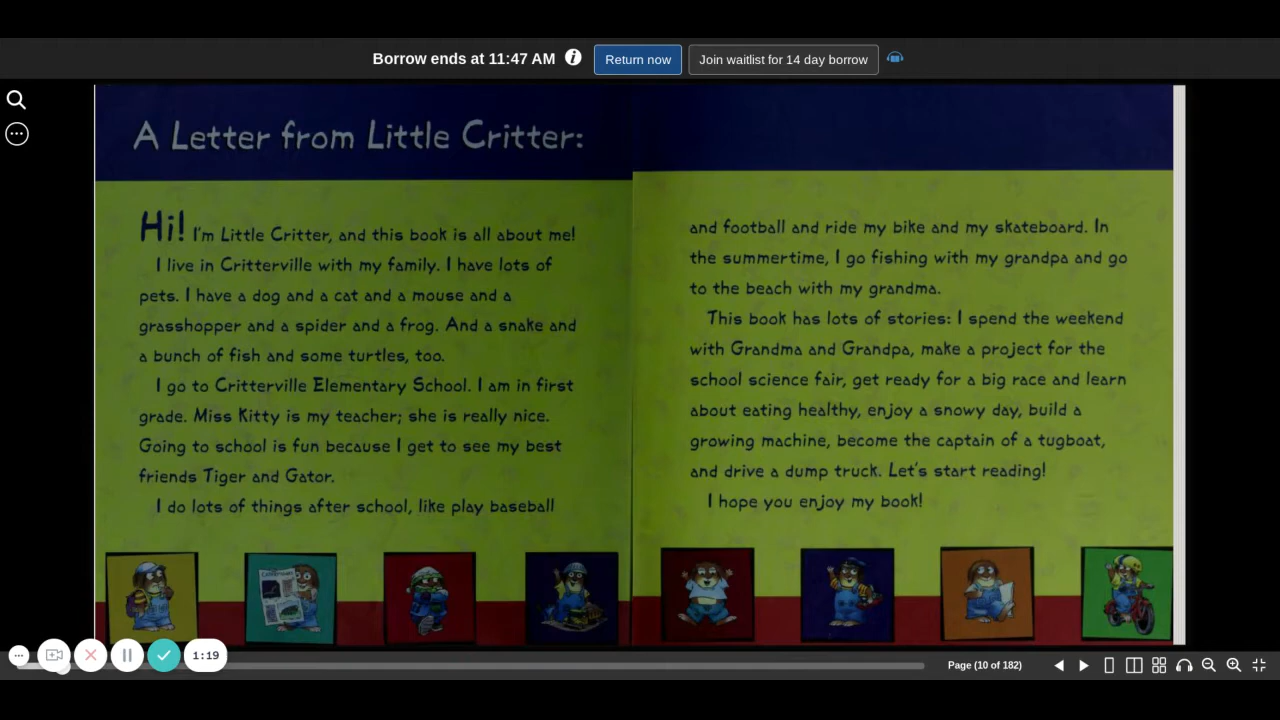 Borrow ends at 11:47 AM
Return now
Join waitlist for 14 day borrow
A Letter from Little Critter:
Hi! I'm Little Critter, and this book is all about me!
I live in Critterville with my family. I have lots of
pets. I have a dog and a cat and a mouse and a
grasshopper and a spider and a frog. And a snake and
a bunch of fish and some turtles, too.
I go to Critterville Elementary School. I am in first
grade. Miss Kitty is my teacher; she is really nice.
Going to school is fun because I get to see my best
friends Tiger and Gator.
I do lots of things after school, like play baseball
and football and ride my bike and my skateboard. In
the summertime, I go fishing with my grandpa and go
to the beach with my grandma.
This book has lots of stories: I spend the weekend
with Grandma and Grandpa, make a project for the
school science fair, get ready for a big race and learn
about eating healthy, enjoy a snowy day, build a
growing machine, become the captain of a tugboat,
and drive a dump truck. Let's start reading!
I hope you enjoy my book!
1:19
Page (10 of 182)